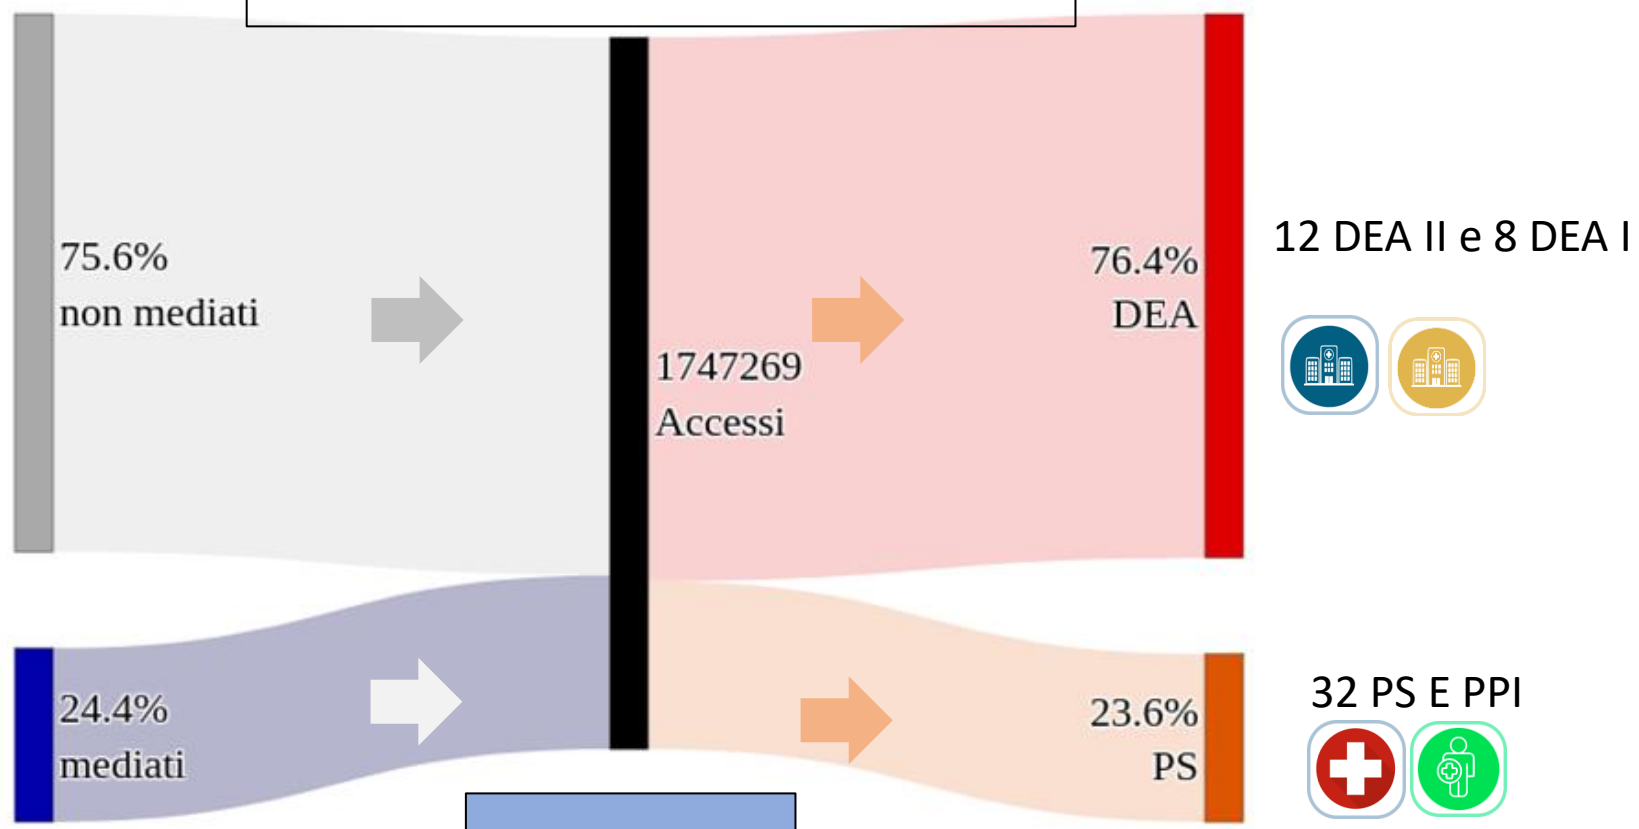 75.6%
non mediati
24.4%
mediati
1747269
Accessi
76.4%
DEA
23.6%
PS
12 DEA II e 8 DEA I
32 PS E PPI